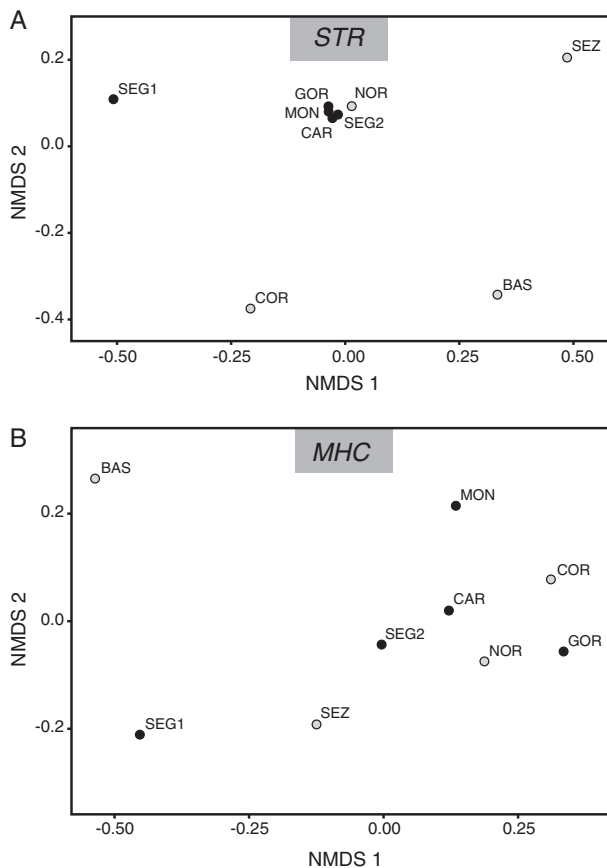 A
STR
SEZ
SEG1
GOR
NOR
MON
SEG2
CAR
COR
BAS
0.2
0.0
-0.2
-0.4
NMDS 2
-0.50
-0.25
0.00
0.25
0.50
NMDS 1
B
MHC
BAS
MON
COR
CAR
SEG2
NOR
GOR
SEZ
SEG1
0.2
0.0
-0.2
NMDS 2
-0.50
-0.25
0.00
0.25
NMDS 1